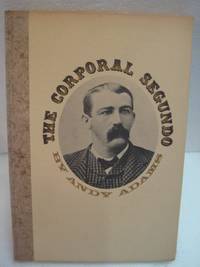 THE CORPORAL SEGUNDO
BY ANDY ADAMS